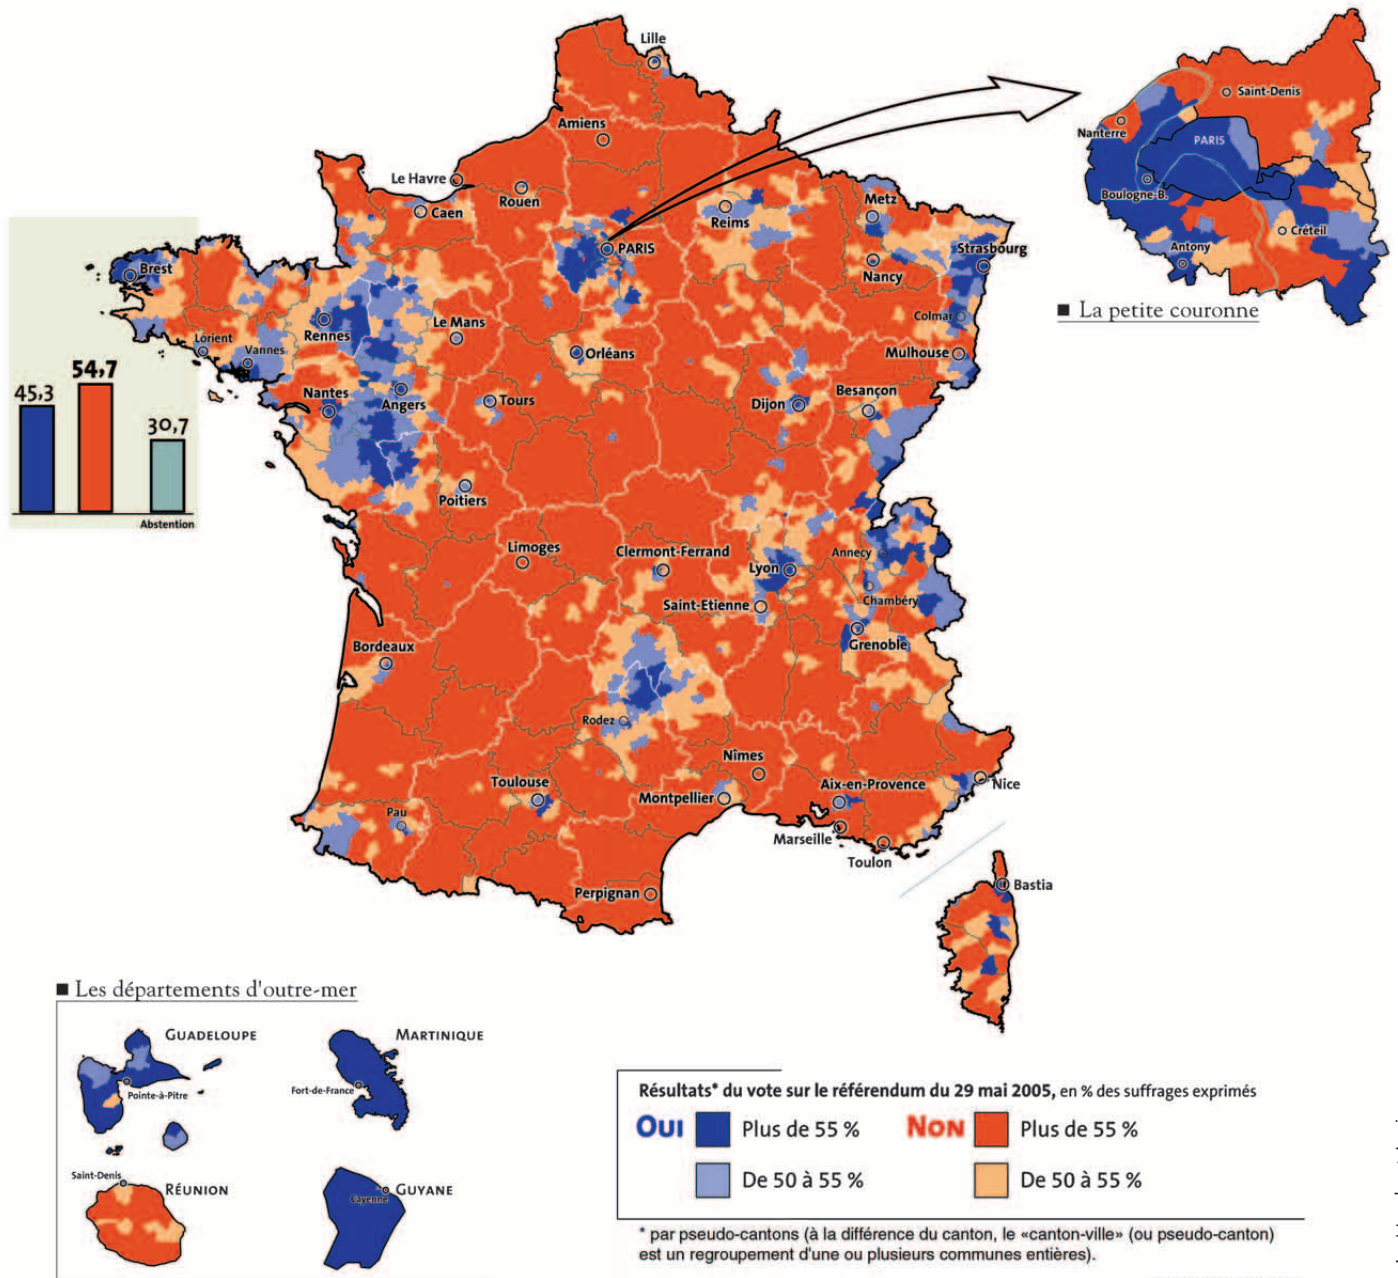 Lille
Saint-Denis
Amiens
Nanterre
PARIS
Le Havre
Boulogne-B.
Rouen
Caen
Metz
Reims
Créteil
Antony
PARIS
Strasbourg
Brest
Nancy
La petite couronne
Colmar
Rennes
Le Mans
Lorient
Vannes
Orléans
Mulhouse
54,7
45,3
Nantes
Angers
Tours
Dijon
Besançon
30,7
Poitiers
Abstention
Limoges
Clermont-Ferrand
Lyon
Annecy
Saint-Etienne
Chambéry
Bordeaux
Grenoble
Rodez
Nîmes
Toulouse
Montpellier
Aix-en-Provence
Nice
Pau
Marseille
Toulon
Perpignan
Bastia
Les départements d'outre-mer
GUADELOUPE
MARTINIQUE
Pointe-à-Pitre
Fort-de-France
Saint-Denis
RÉUNION
Cayenne
GUYANE
Résultats* du vote sur le référendum du 29 mai 2005, en % des suffrages exprimés
OUI Plus de 55 % NON Plus de 55 %
De 50 à 55 % De 50 à 55 %
* par pseudo-cantons (à la différence du canton, le «canton-ville» (ou pseudo-canton)
est un regroupement d'une ou plusieurs communes entières).